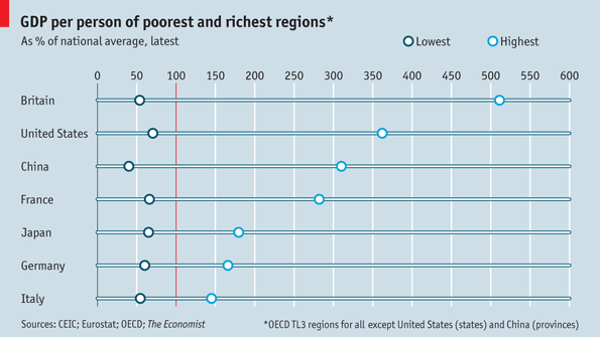 GDP per person of poorest and richest regions*
As % of national average, latest
Lowest Highest
0 50 100 150 200 250 300 350 400 450 500 550 600
Britain
United States
China
France
Japan
Germany
Italy
Sources: CEIC; Eurostat; OECD; The Economist
*OECD TL3 regions for all except United States (states) and China (provinces)